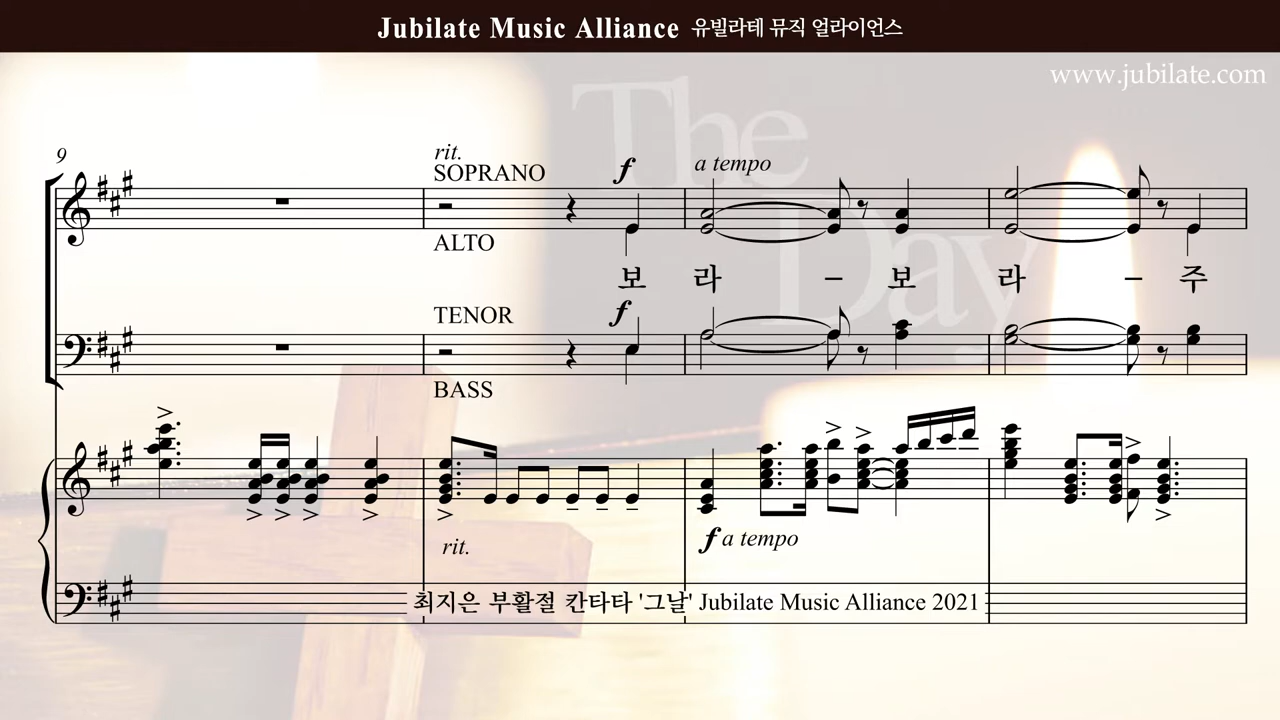 Jubilate Music Alliance 유빌라테 뮤직 얼라이언스
www.jubilate.com
The
Day
9
rit.
SOPRANO
f
a tempo
ALTO
보 라 - 보 라 - 주
TENOR
f
BASS
rit.
f a tempo
최지은 부활절 칸타타 '그날' Jubilate Music Alliance 2021